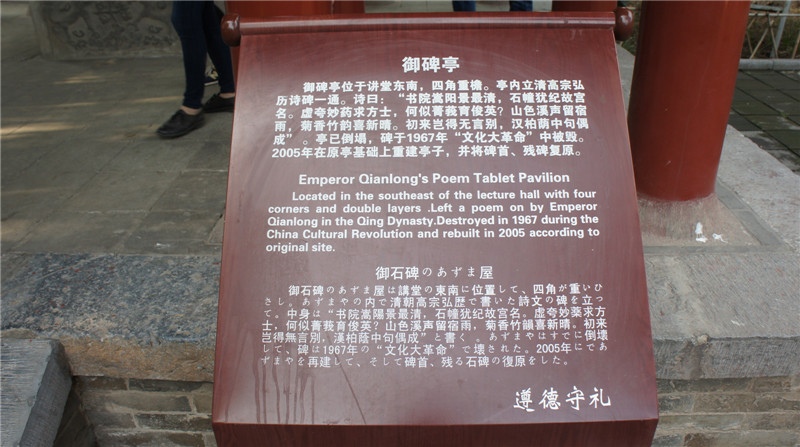 御碑亭
御碑亭位于讲堂东南，四角重檐。亭内立清高宗弘
历诗碑一通。诗曰：“书院嵩阳景最清，石幢犹纪故宫
名。虚夸妙药求方士，何似菁莪育俊英？山色溪声留宿
雨，菊香竹韵喜新晴。初来岂得无言别，汉柏荫中句偶
成”。亭已倒塌，碑于1967年“文化大革命”中被毁。
2005年在原亭基础上重建亭子，并将碑首、残碑复原。
Emperor Qianlong's Poem Tablet Pavilion
Located in the southeast of the lecture hall with four
corners and double layers .Left a poem on by Emperor
Qianlong in the Qing Dynasty.Destroyed in 1967 during the
China Cultural Revolution and rebuilt in 2005 according to
original site.
御石碑のあずま屋
御石碑のあずま屋は講堂の東南に位置して、四角が重いひ
さし。あずまやの内で清朝高宗弘歴で書いた詩文の碑を立つ
て。中身は“书院嵩陽景最清，石幢犹纪故宫名。虚夸妙薬求方
士，何似菁莪育俊英？山色溪声留宿雨，菊香竹韻喜新晴。初来
岂得無言別，漢柏蔭中句偶成”と書く 。あずまやはすでに倒壊
して、碑は1967年の“文化大革命”で壊された。2005年にであ
ずまやを再建して、そして碑首、残る石碑の復原をした。
遵德守礼